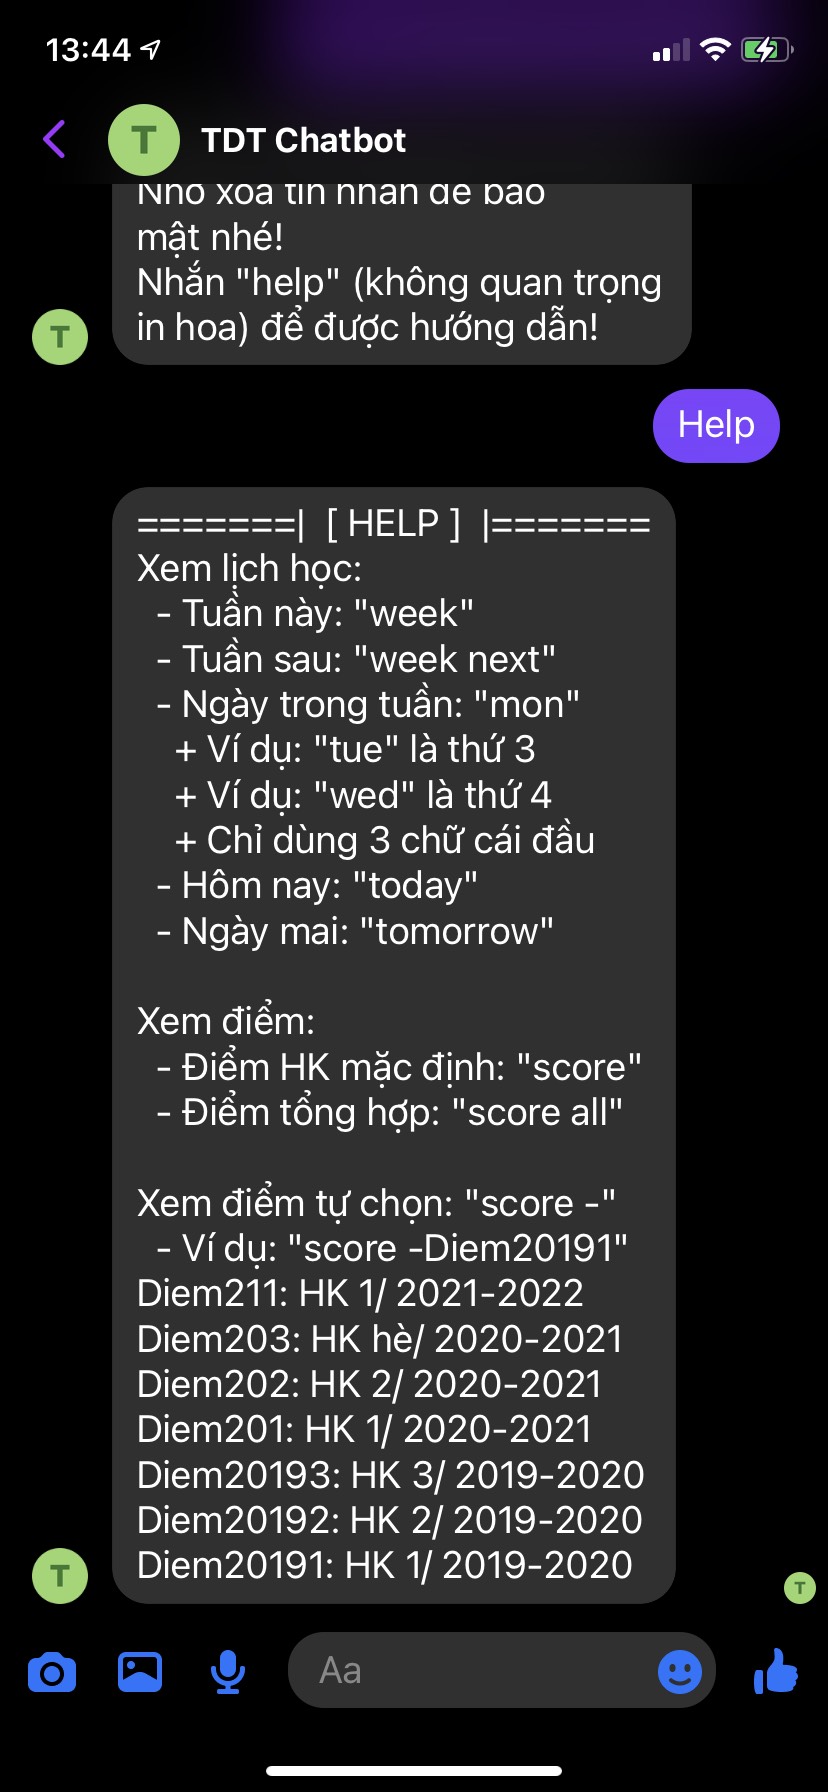 13:44
T
TDT Chatbot
Nhớ xóa tin nhắn để bảo
mật nhé!
Nhắn "help" (không quan trọng
in hoa) để được hướng dẫn!
T
Help
=======| [ HELP ] |=======
Xem lịch học:
- Tuần này: "week"
- Tuần sau: "week next"
- Ngày trong tuần: "mon"
+ Ví dụ: "tue" là thứ 3
+ Ví dụ: "wed" là thứ 4
+ Chỉ dùng 3 chữ cái đầu
- Hôm nay: "today"
- Ngày mai: "tomorrow"
Xem điểm:
- Điểm HK mặc định: "score"
- Điểm tổng hợp: "score all"
Xem điểm tự chọn: "score -"
- Ví dụ: "score -Diem20191"
Diem211: HK 1/ 2021-2022
Diem203: HK hè/ 2020-2021
Diem202: HK 2/ 2020-2021
Diem201: HK 1/ 2020-2021
Diem20193: HK 3/ 2019-2020
Diem20192: HK 2/ 2019-2020
Diem20191: HK 1/ 2019-2020
T
T
Aa